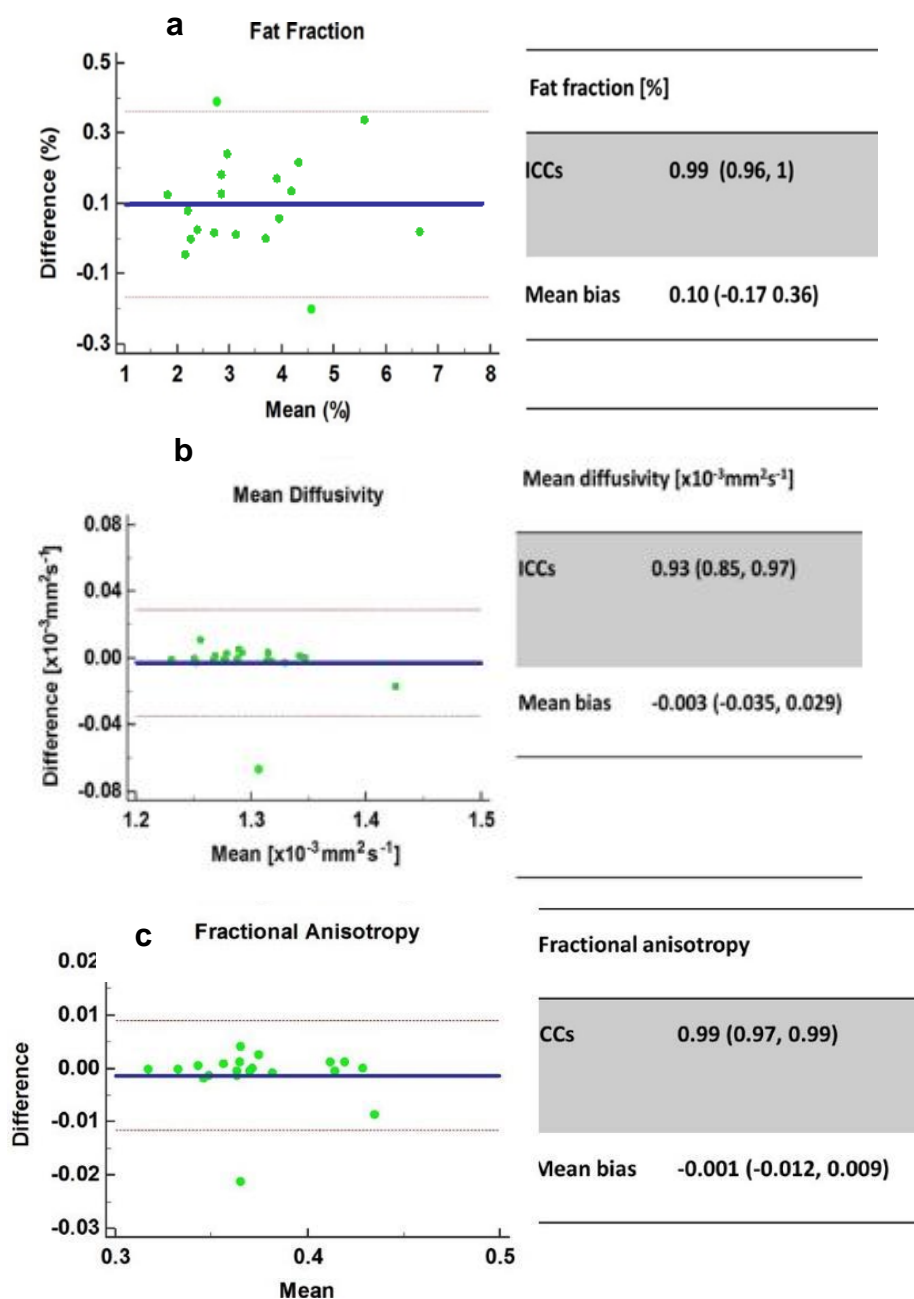 a
Fat Fraction
0.5
0.3
0.1
-0.1
-0.3
Difference (%)
1 2 3 4 5 6 7 8
Mean (%)
Fat fraction [%]
ICCs 0.99 (0.96, 1)
Mean bias 0.10 (-0.17 0.36)
b
Mean Diffusivity
0.08
0.04
0.00
-0.04
-0.08
Difference [x10⁻³mm²s⁻¹]
1.2 1.3 1.4 1.5
Mean [x10⁻³mm²s⁻¹]
Mean diffusivity [x10⁻³mm²s⁻¹]
ICCs 0.93 (0.85, 0.97)
Mean bias -0.003 (-0.035, 0.029)
c
Fractional Anisotropy
0.02
0.01
0.00
-0.01
-0.02
-0.03
Difference
0.3 0.4 0.5
Mean
Fractional anisotropy
CCs 0.99 (0.97, 0.99)
Mean bias -0.001 (-0.012, 0.009)